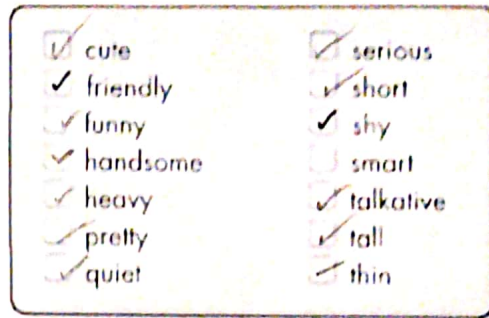 cute
friendly
funny
handsome
heavy
pretty
quiet
serious
short
shy
smart
talkative
tall
thin